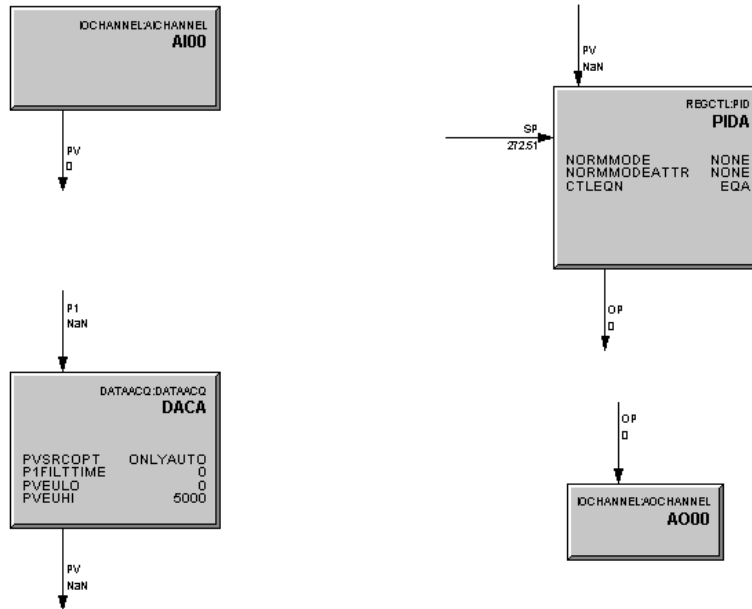 IOCHANNEL:AICHANNEL
AI00
PV
0
P1
NaN
DATAACQ:DATAACQ
DACA
PVSRCOPT ONLYAUTO
P1FILTTIME 0
PVEULO 0
PVEUHI 5000
PV
NaN
PV
NaN
REGCTL:PID
PIDA
SP
272.51
NORMMODE NONE
NORMMODEATTR NONE
CTLEQN EQA
OP
0
OP
0
IOCHANNEL:AOCHANNEL
AO00